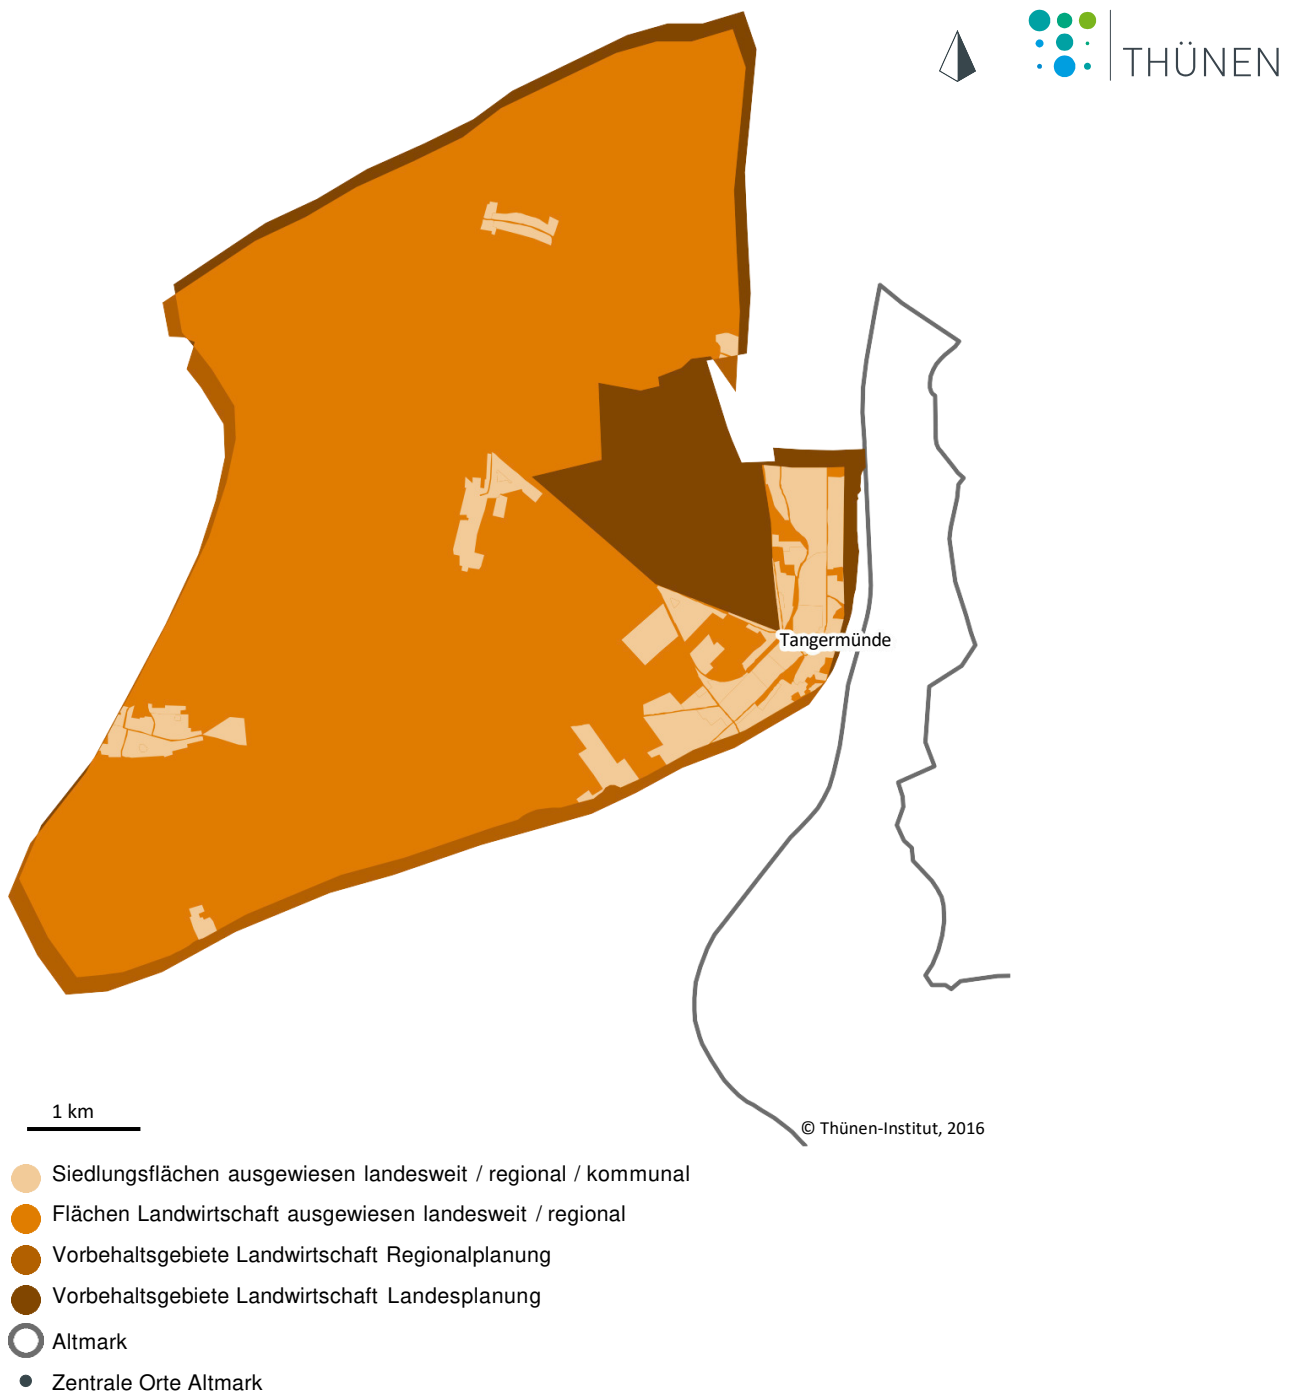 THÜNEN
Tangermünde
1 km
© Thünen-Institut, 2016
Siedlungsflächen ausgewiesen landesweit / regional / kommunal
Flächen Landwirtschaft ausgewiesen landesweit / regional
Vorbehaltsgebiete Landwirtschaft Regionalplanung
Vorbehaltsgebiete Landwirtschaft Landesplanung
Altmark
Zentrale Orte Altmark